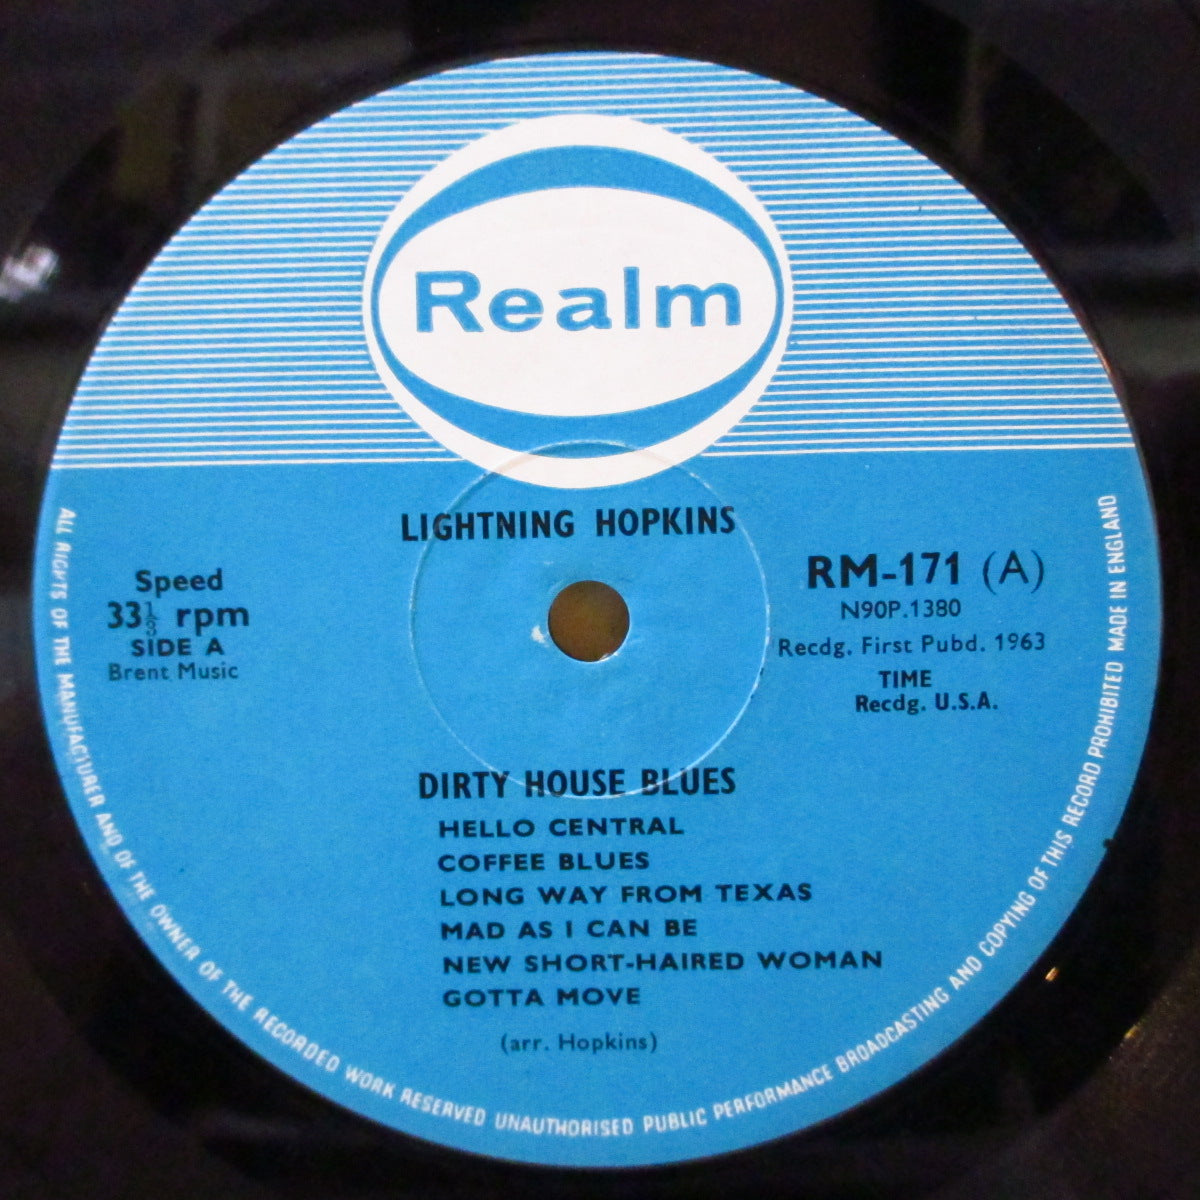 Realm
LIGHTNING HOPKINS
Speed
33⅓ rpm
SIDE A
Brent Music
RM-171 (A)
N90P.1380
Recdg. First Pubd. 1963
TIME
Recdg. U.S.A.
DIRTY HOUSE BLUES
HELLO CENTRAL
COFFEE BLUES
LONG WAY FROM TEXAS
MAD AS I CAN BE
NEW SHORT-HAIRED WOMAN
GOTTA MOVE
(arr. Hopkins)
ALL RIGHTS OF THE MANUFACTURER AND OF THE OWNER OF THE RECORDED WORK RESERVED UNAUTHORISED PUBLIC PERFORMANCE BROADCASTING AND COPYING OF THIS RECORD PROHIBITED MADE IN ENGLAND